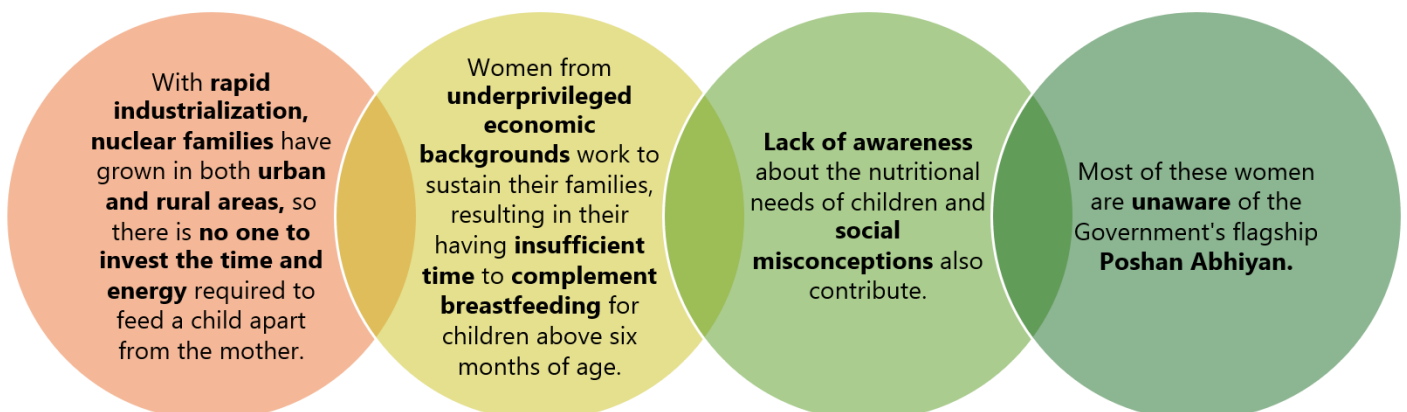 With rapid
industrialization,
nuclear families have
grown in both urban
and rural areas, so
there is no one to
invest the time and
energy required to
feed a child apart
from the mother.
Women from
underprivileged
economic
backgrounds work to
sustain their families,
resulting in their
having insufficient
time to complement
breastfeeding for
children above six
months of age.
Lack of awareness
about the nutritional
needs of children and
social
misconceptions also
contribute.
Most of these women
are unaware of the
Government's flagship
Poshan Abhiyan.